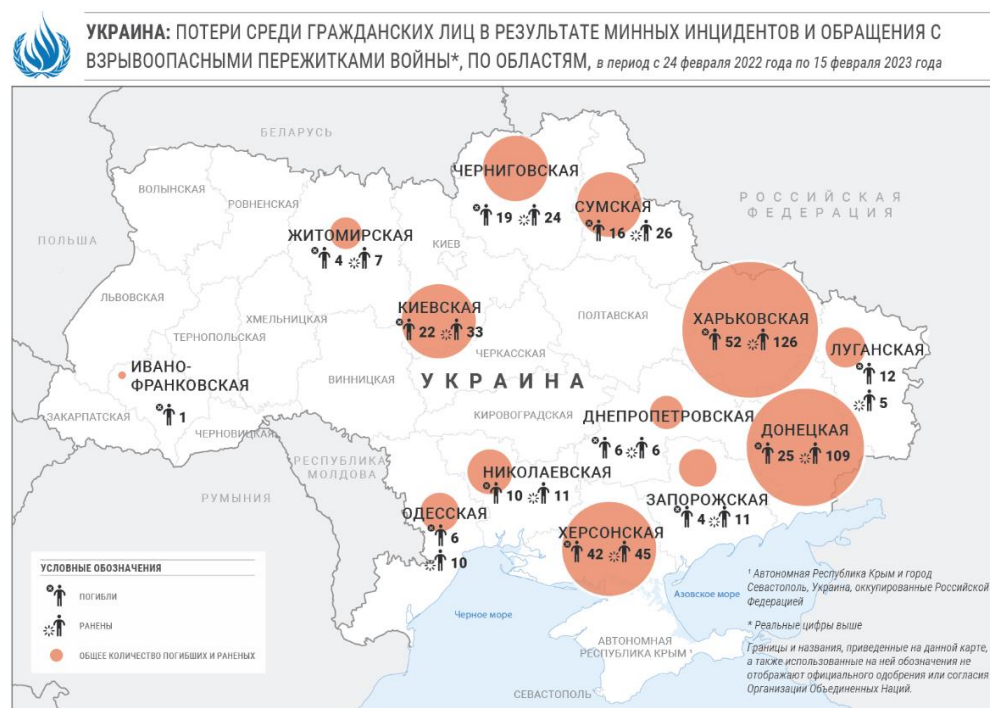 УКРАИНА: ПОТЕРИ СРЕДИ ГРАЖДАНСКИХ ЛИЦ В РЕЗУЛЬТАТЕ МИННЫХ ИНЦИДЕНТОВ И ОБРАЩЕНИЯ С
ВЗРЫВООПАСНЫМИ ПЕРЕЖИТКАМИ ВОЙНЫ*, ПО ОБЛАСТЯМ, в период с 24 февраля 2022 года по 15 февраля 2023 года
БЕЛАРУСЬ
ПОЛЬША
ВОЛЫНСКАЯ
РОВНЕНСКАЯ
ЧЕРНИГОВСКАЯ
19 24
СУМСКАЯ
16 26
РОССИЙСКАЯ
ФЕДЕРАЦИЯ
ЖИТОМИРСКАЯ
4 7
КИЕВ
ЛЬВОВСКАЯ
ТЕРНОПОЛЬСКАЯ
ХМЕЛЬНИЦКАЯ
КИЕВСКАЯ
22 33
ПОЛТАВСКАЯ
ХАРЬКОВСКАЯ
52 126
ЛУГАНСКАЯ
12
5
ИВАНО-
ФРАНКОВСКАЯ
1
ВИННИЦКАЯ
ЧЕРКАССКАЯ
УКРАИНА
ЗАКАРПАТСКАЯ
ЧЕРНОВИЦКАЯ
КИРОВОГРАДСКАЯ
ДНЕПРОПЕТРОВСКАЯ
6 6
ДОНЕЦКАЯ
25 109
РЕСПУБЛИКА
МОЛДОВА
РУМЫНИЯ
НИКОЛАЕВСКАЯ
10 11
ЗАПОРОЖСКАЯ
4 11
ОДЕССКАЯ
6
10
ХЕРСОНСКАЯ
42 45
Черное море
Азовское море
АВТОНОМНАЯ
РЕСПУБЛИКА КРЫМ ¹
СЕВАСТОПОЛЬ
УСЛОВНЫЕ ОБОЗНАЧЕНИЯ
ПОГИБЛИ
РАНЕНЫ
ОБЩЕЕ КОЛИЧЕСТВО ПОГИБШИХ И РАНЕНЫХ
¹ Автономная Республика Крым и город
Севастополь, Украина, оккупированные Российской
Федерацией
* Реальные цифры выше
Границы и названия, приведенные на данной карте,
а также использованные на ней обозначения не
отображают официального одобрения или согласия
Организации Объединенных Наций.